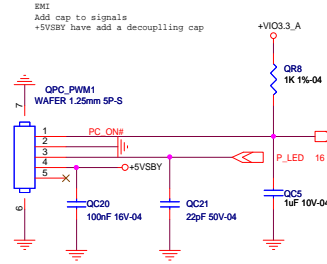 EMI
Add cap to signals
+5VSBY have add a decouplling cap
+VIO3.3_A
QR8
1K 1%-04
QPC_PWM1
WAFER 1.25mm 5P-S
7
1
2
3
4
5
6
PC_ON#
+5VSBY
P_LED
16
QC20
100nF 16V-04
QC21
22pF 50V-04
QC5
1uF 10V-04